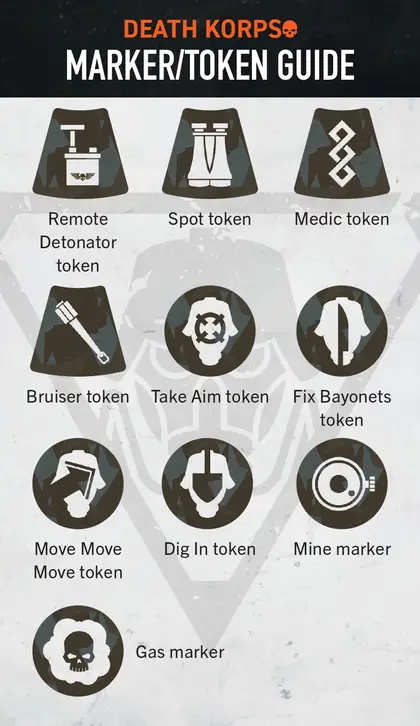 DEATH KORPS
MARKER/TOKEN GUIDE
Remote
Detonator
token
Spot token
Medic token
Bruiser token
Take Aim token
Fix Bayonets
token
Move Move
Move token
Dig In token
Mine marker
Gas marker